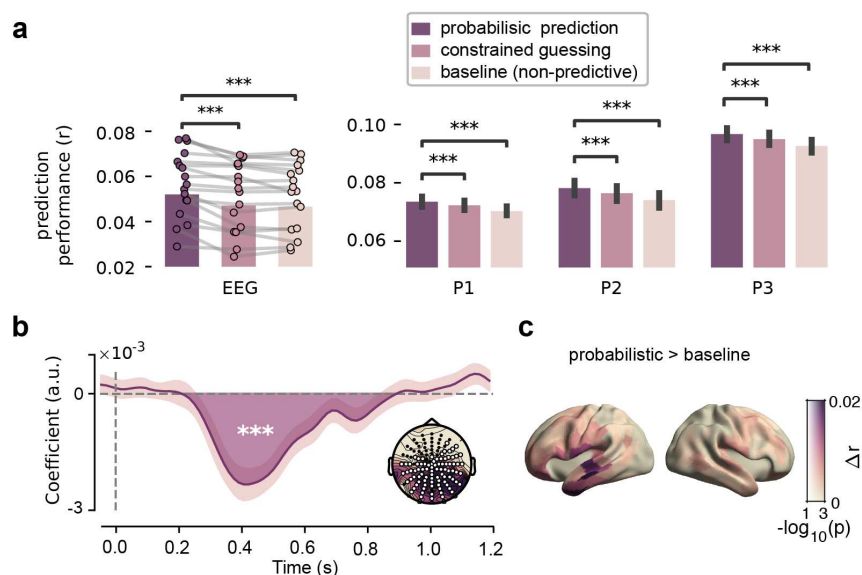 a
probabilisic prediction
constrained guessing
baseline (non-predictive)
***
***
***
***
***
***
***
***
prediction
performance (r)
0.08
0.06
0.04
0.02
0.10
0.08
0.06
EEG
P1
P2
P3
b
×10⁻³
Coefficient (a.u.)
0
-3
***
0.0
0.2
0.4
0.6
0.8
1.0
1.2
Time (s)
c
probabilistic > baseline
0.02
Δr
0
1 3
-log₁₀(p)